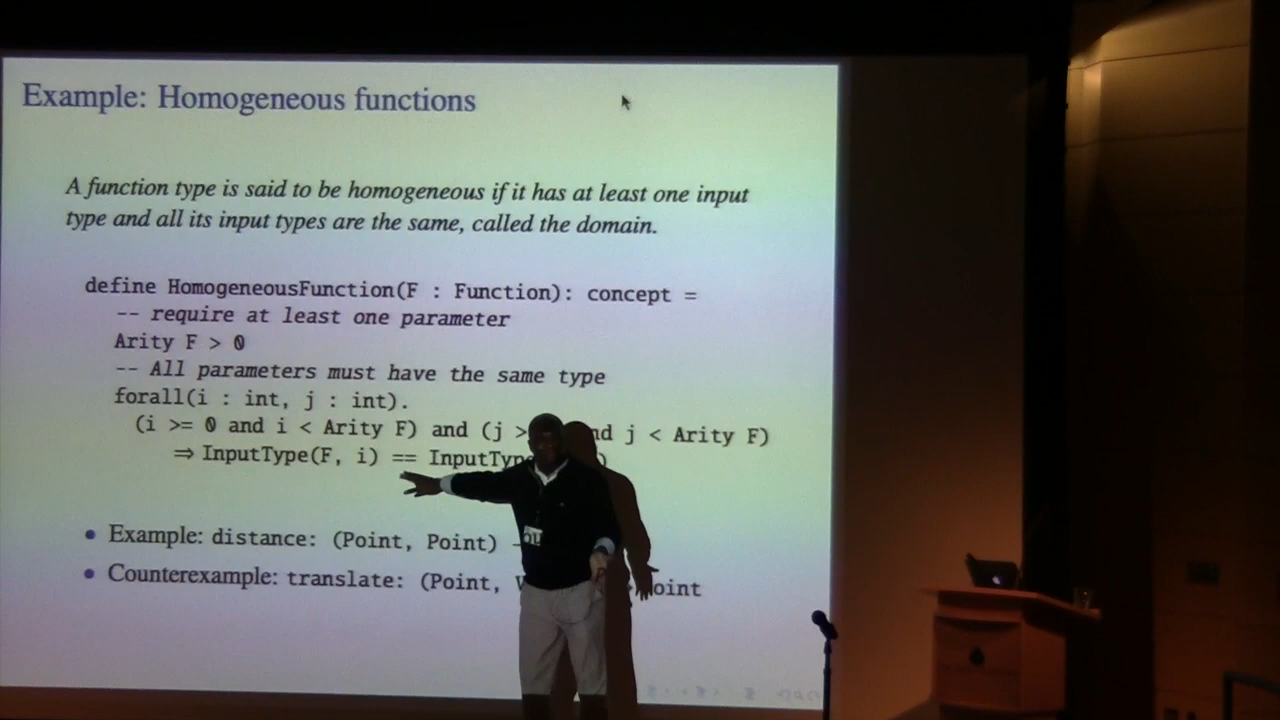 Example: Homogeneous functions
A function type is said to be homogeneous if it has at least one input
type and all its input types are the same, called the domain.
define HomogeneousFunction(F : Function): concept =
-- require at least one parameter
Arity F > 0
-- All parameters must have the same type
forall(i : int, j : int).
(i >= 0 and i < Arity F) and (j > nd j < Arity F)
⇒ InputType(F, i) == InputTyp )
• Example: distance: (Point, Point)
• Counterexample: translate: (Point, oint